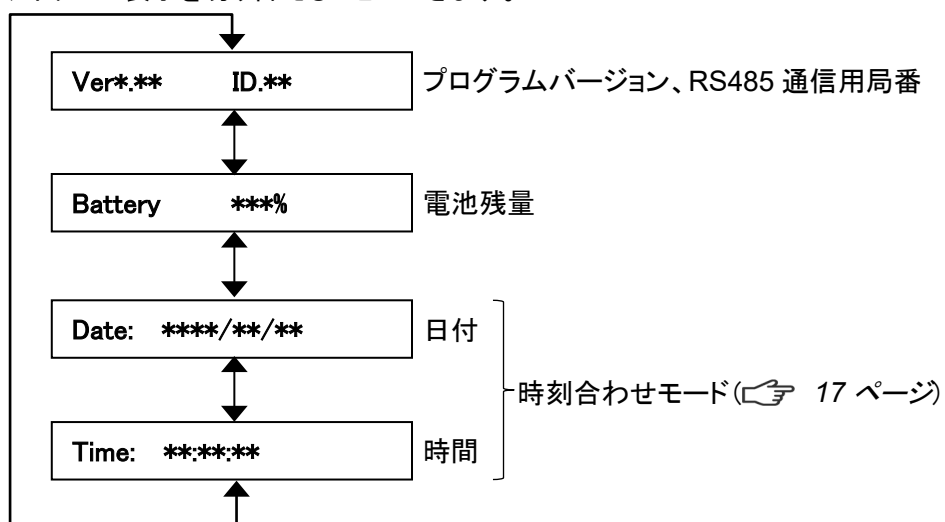 Ver*.** ID.** プログラムバージョン、RS485 通信用局番
Battery ***% 電池残量
Date: ****/**/** 日付
時刻合わせモード(☞ 17 ページ)
Time: **:**:** 時間